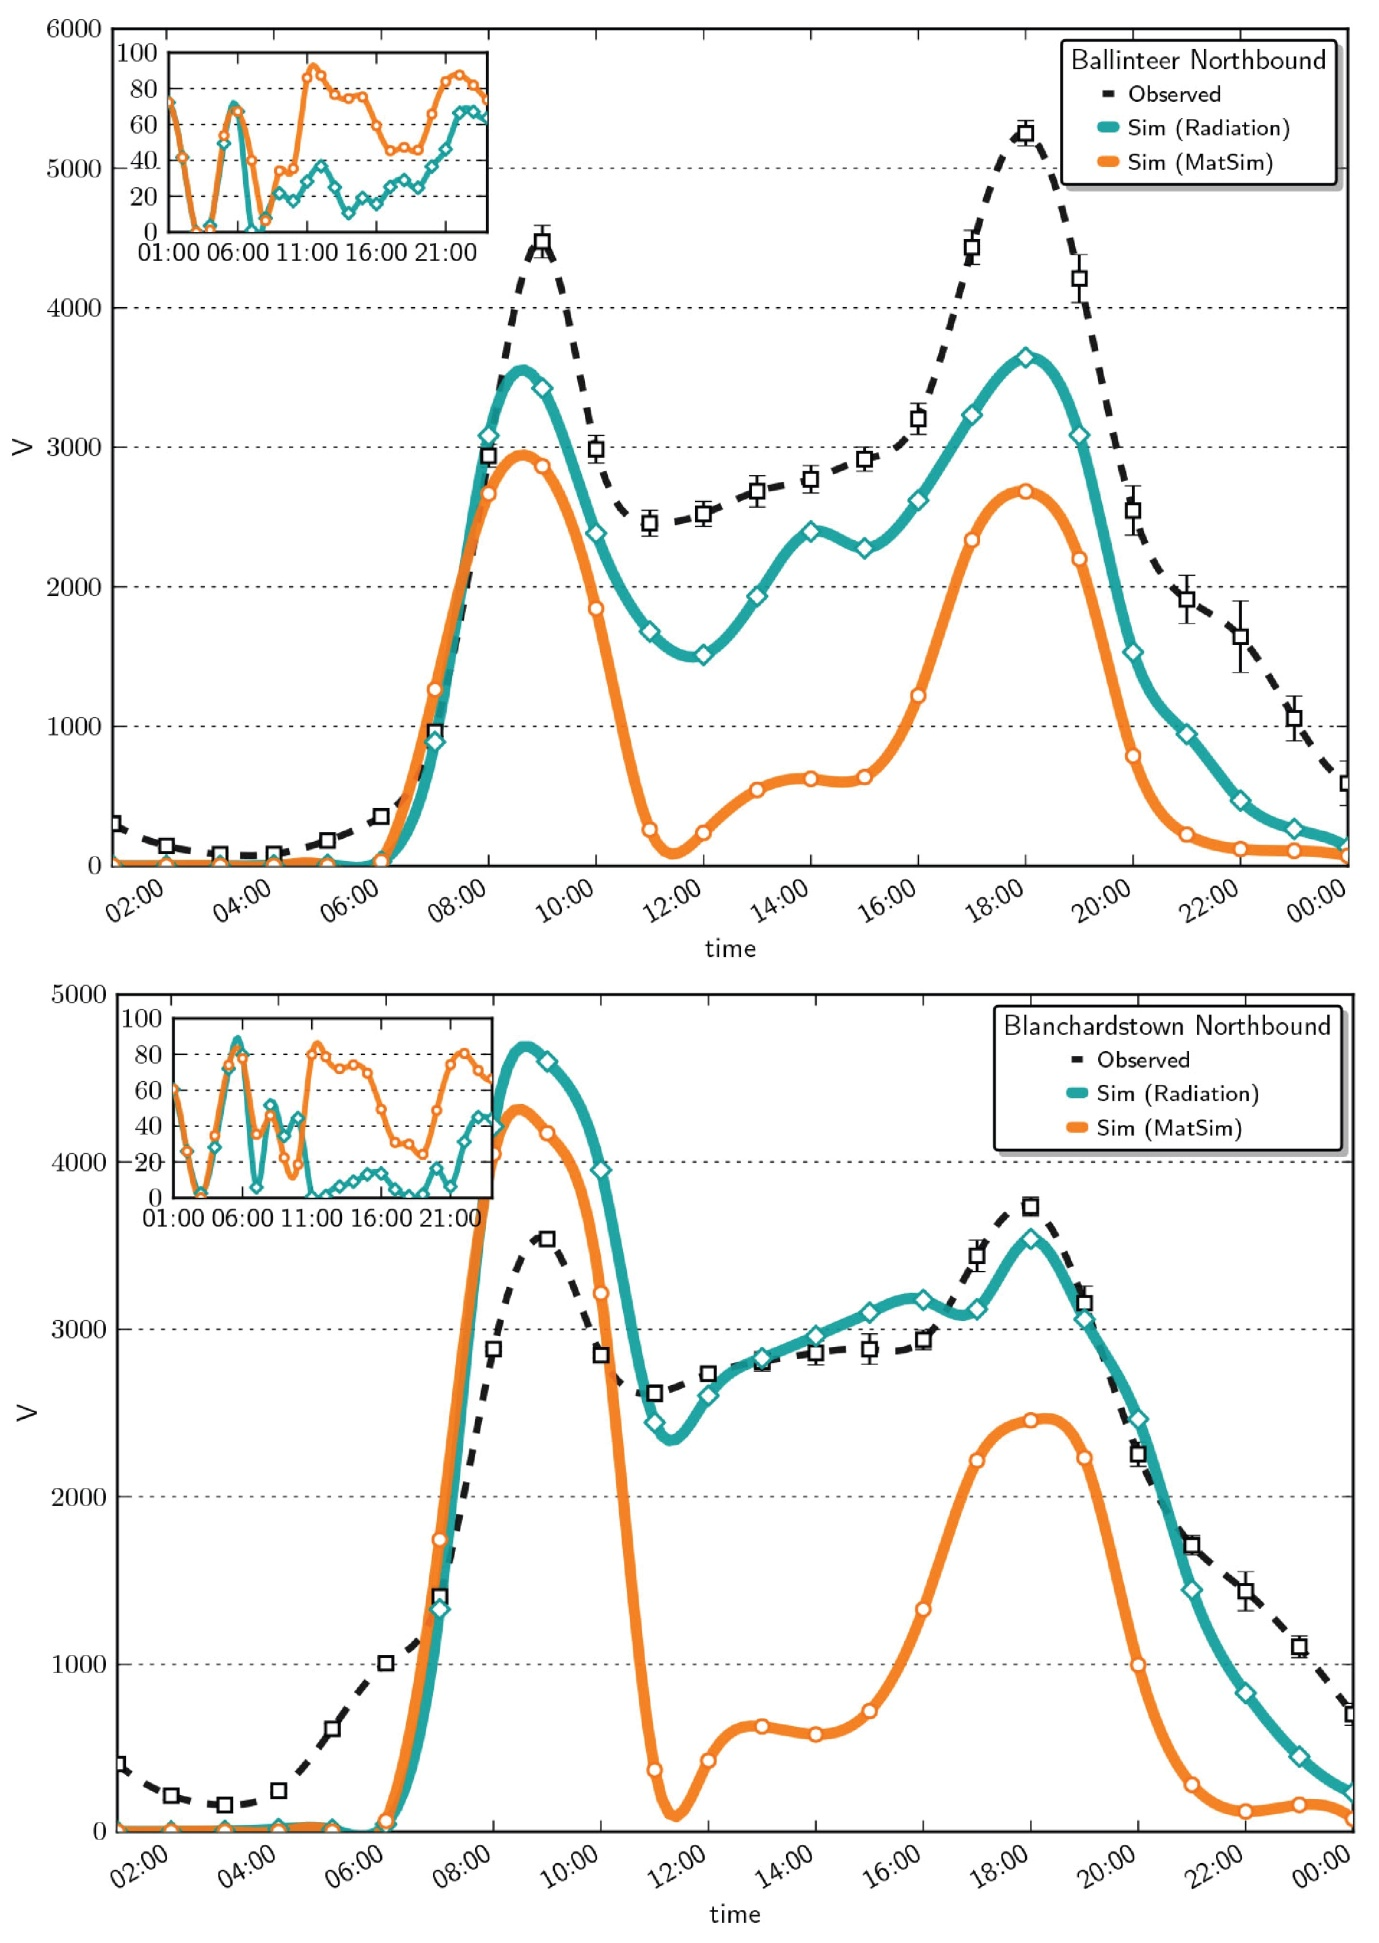 6000
5000
4000
3000
2000
1000
0
V
100
80
60
40
20
0
01:00 06:00 11:00 16:00 21:00
Ballinteer Northbound
Observed
Sim (Radiation)
Sim (MatSim)
02:00 04:00 06:00 08:00 10:00 12:00 14:00 16:00 18:00 20:00 22:00 00:00
time
5000
4000
3000
2000
1000
0
V
100
80
60
40
20
0
01:00 06:00 11:00 16:00 21:00
Blanchardstown Northbound
Observed
Sim (Radiation)
Sim (MatSim)
02:00 04:00 06:00 08:00 10:00 12:00 14:00 16:00 18:00 20:00 22:00 00:00
time